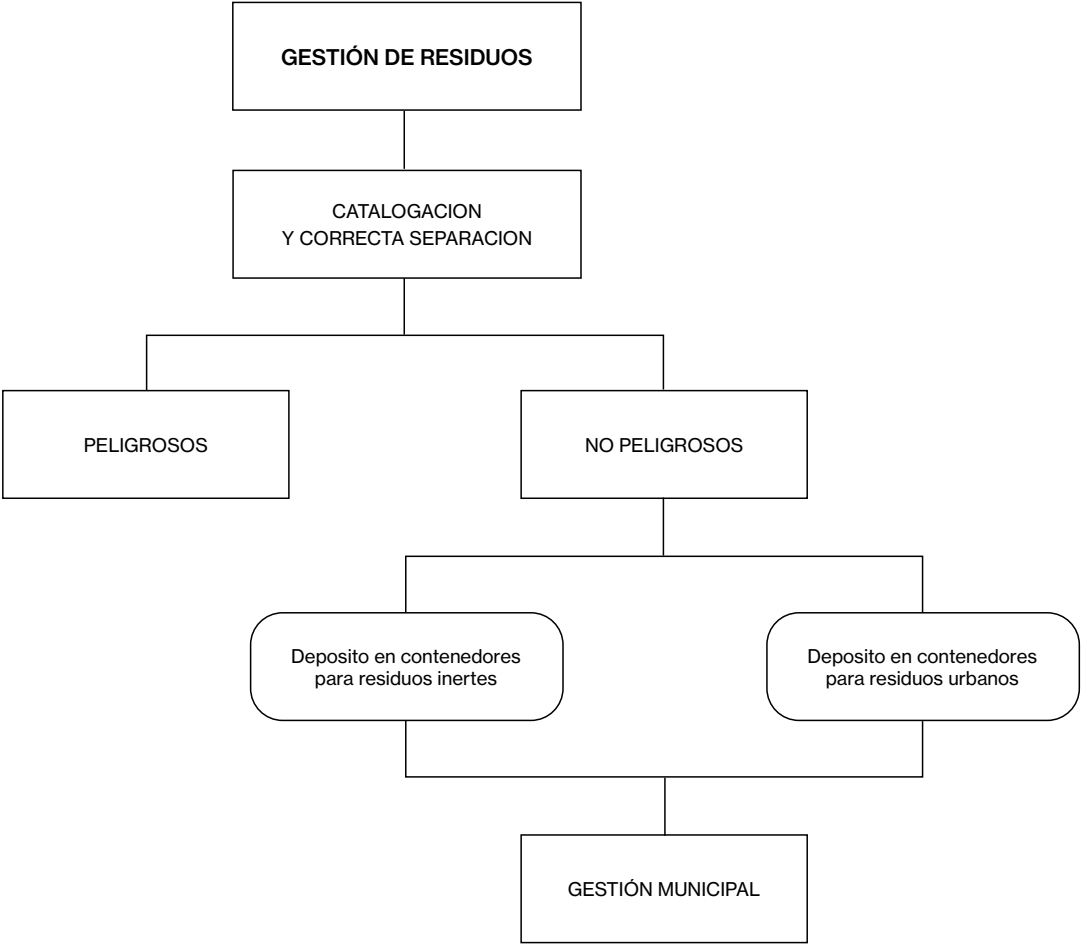 GESTIÓN DE RESIDUOS
CATALOGACION
Y CORRECTA SEPARACION
PELIGROSOS
NO PELIGROSOS
Deposito en contenedores
para residuos inertes
Deposito en contenedores
para residuos urbanos
GESTIÓN MUNICIPAL